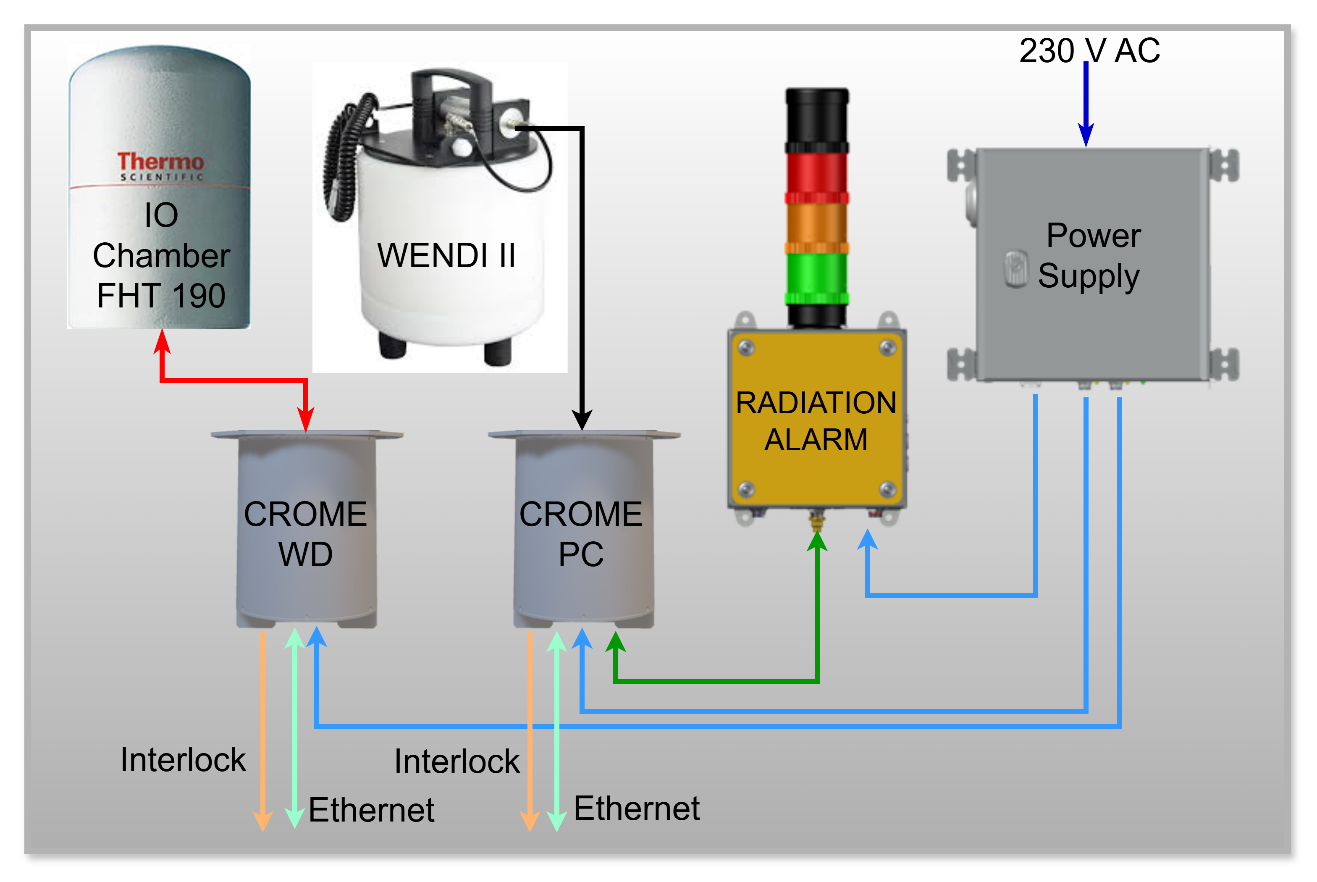 230 V AC
Thermo
SCIENTIFIC
IO
Chamber
FHT 190
WENDI II
Power
Supply
RADIATION
ALARM
CROME
WD
CROME
PC
Interlock
Ethernet
Interlock
Ethernet